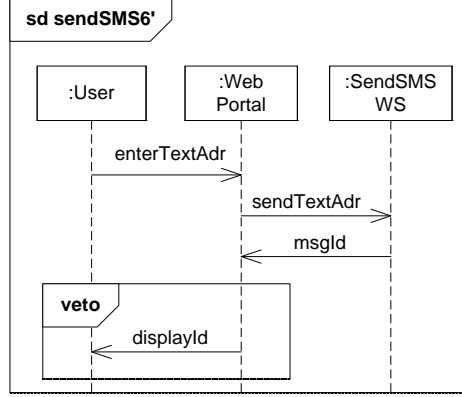 sd sendSMS6'
:User
:Web
Portal
:SendSMS
WS
enterTextAdr
sendTextAdr
msgId
veto
displayId